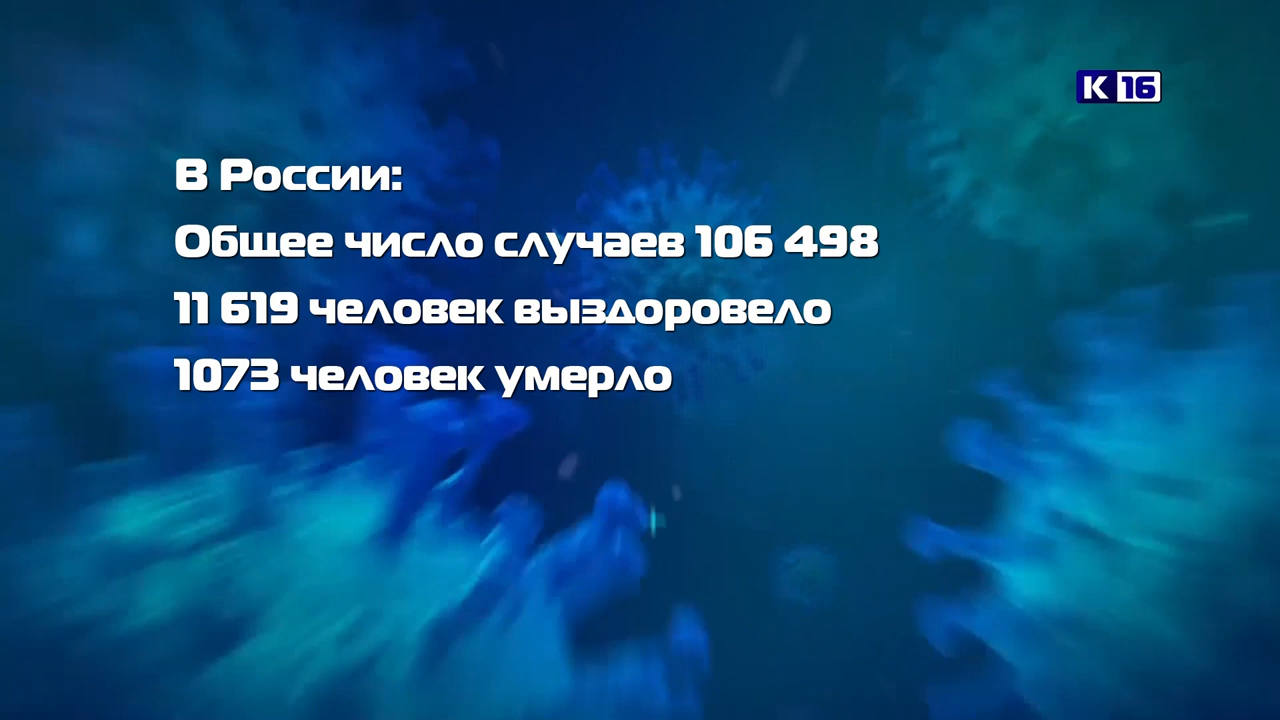 К 16
В России:
Общее число случаев 106 498
11 619 человек выздоровело
1073 человек умерло